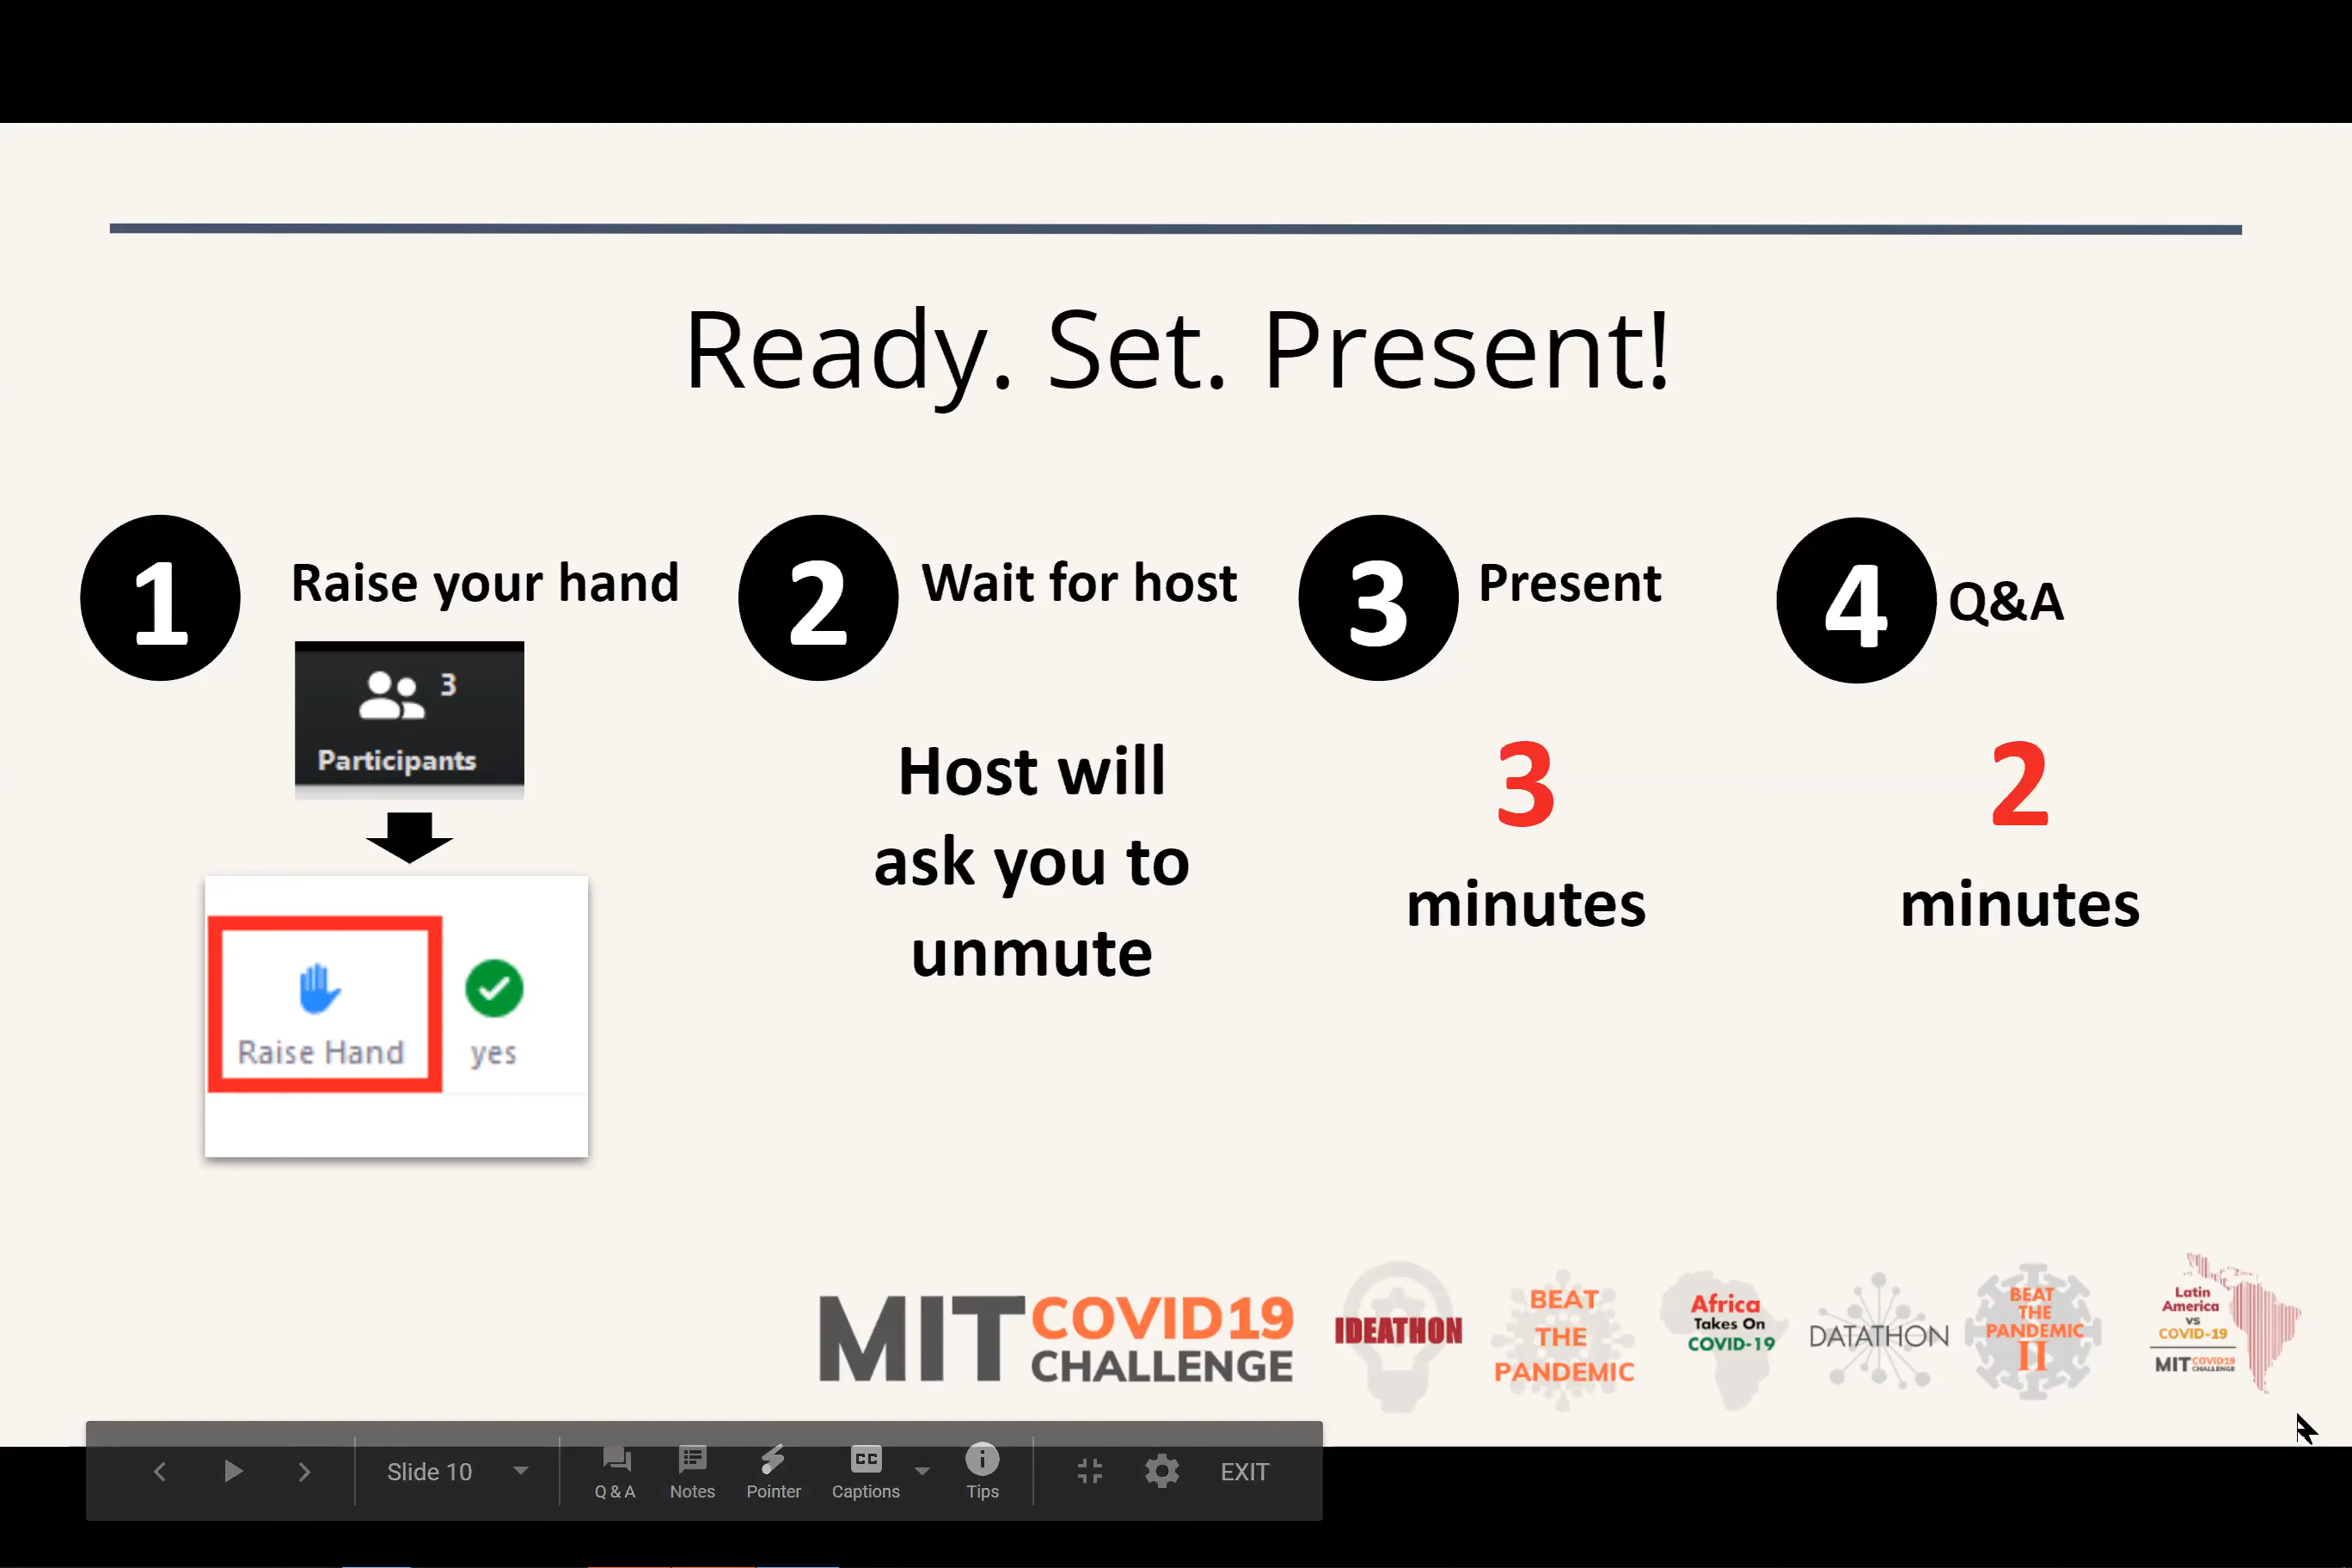 Ready. Set. Present!
1
Raise your hand
3
Participants
Raise Hand
yes
2
Wait for host
Host will
ask you to
unmute
3
Present
3
minutes
4
Q&A
2
minutes
MIT COVID19
CHALLENGE
IDEATHON
BEAT
THE
PANDEMIC
Africa
Takes On
COVID-19
DATATHON
BEAT
THE
PANDEMIC
II
Latin
America
vs
COVID-19
MIT COVID19
CHALLENGE
Slide 10
Q & A
Notes
Pointer
CC
Captions
Tips
EXIT